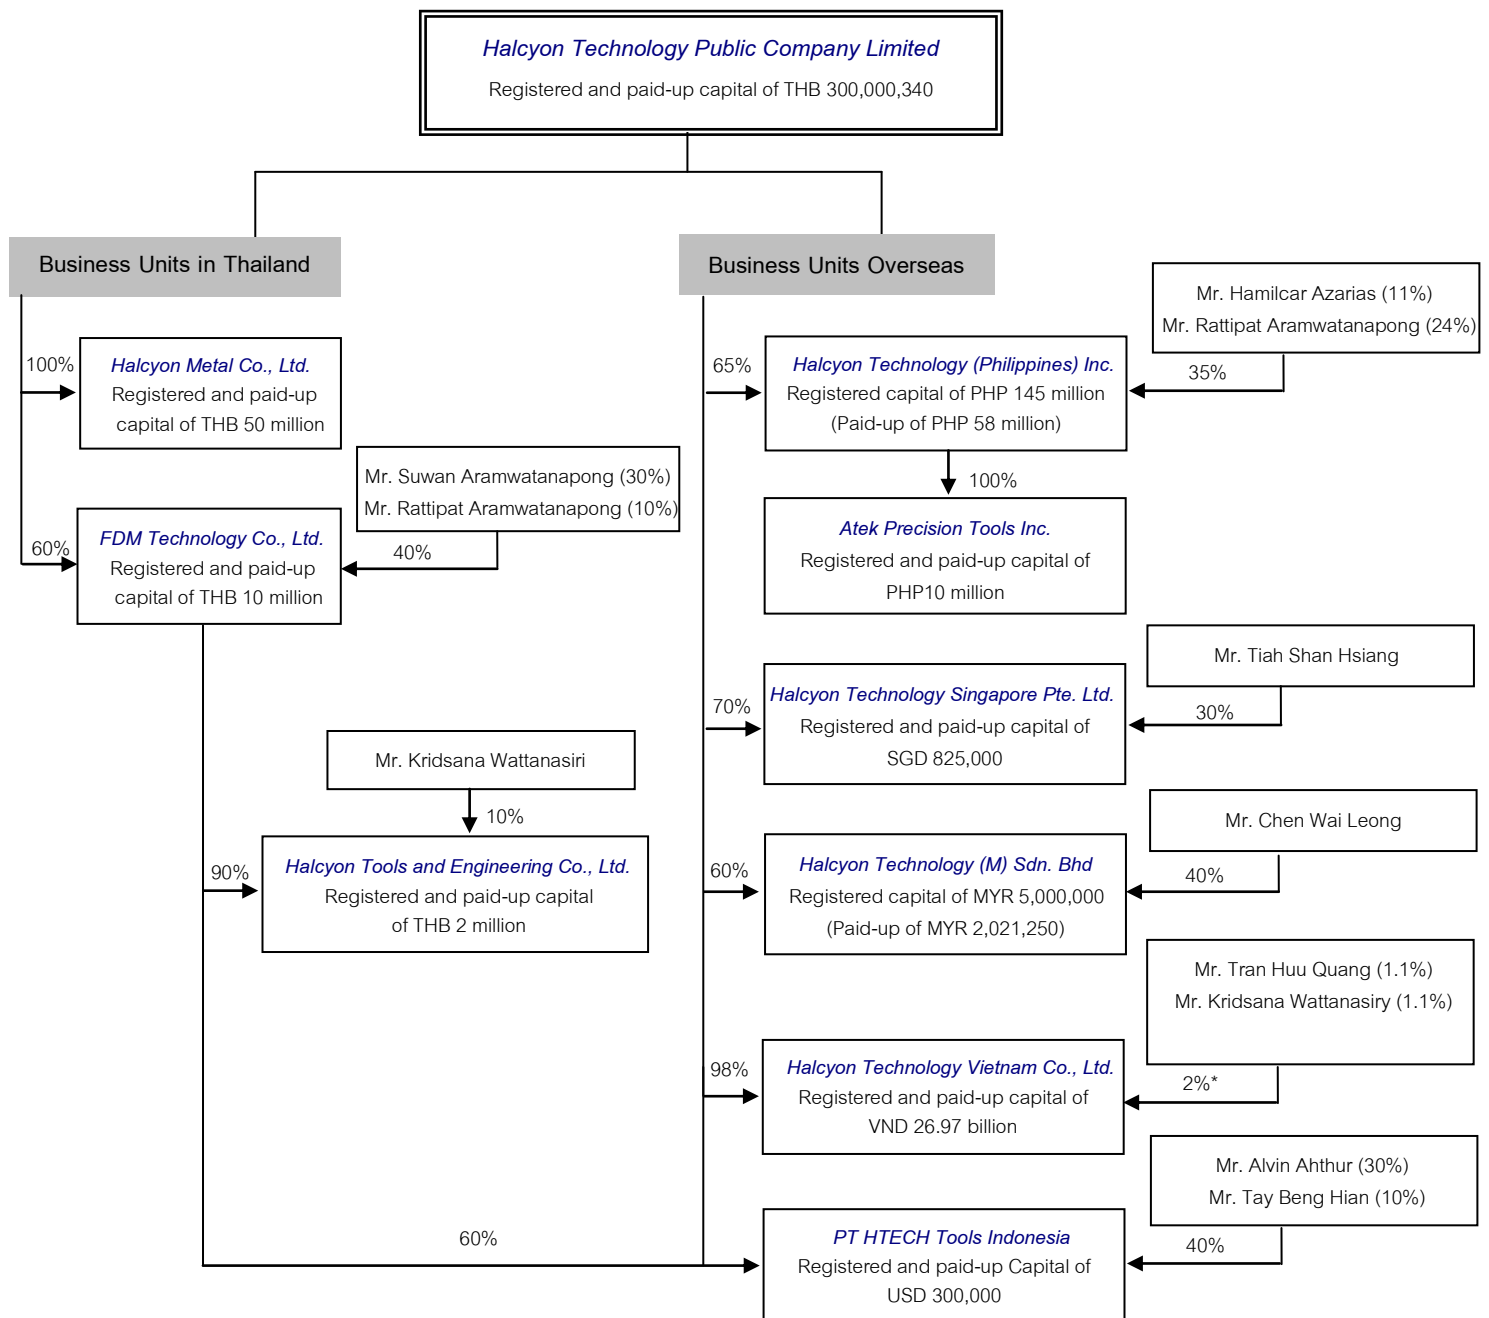 Halcyon Technology Public Company Limited
Registered and paid-up capital of THB 300,000,340
Business Units in Thailand
Business Units Overseas
Mr. Hamilcar Azarias (11%)
Mr. Rattipat Aramwatanapong (24%)
35%
100%
Halcyon Metal Co., Ltd.
Registered and paid-up
capital of THB 50 million
65%
Halcyon Technology (Philippines) Inc.
Registered capital of PHP 145 million
(Paid-up of PHP 58 million)
100%
Mr. Suwan Aramwatanapong (30%)
Mr. Rattipat Aramwatanapong (10%)
40%
60%
FDM Technology Co., Ltd.
Registered and paid-up
capital of THB 10 million
Atek Precision Tools Inc.
Registered and paid-up capital of
PHP10 million
Mr. Tiah Shan Hsiang
30%
70%
Halcyon Technology Singapore Pte. Ltd.
Registered and paid-up capital of
SGD 825,000
Mr. Kridsana Wattanasiri
10%
90%
Halcyon Tools and Engineering Co., Ltd.
Registered and paid-up capital
of THB 2 million
Mr. Chen Wai Leong
40%
60%
Halcyon Technology (M) Sdn. Bhd
Registered capital of MYR 5,000,000
(Paid-up of MYR 2,021,250)
Mr. Tran Huu Quang (1.1%)
Mr. Kridsana Wattanasiry (1.1%)
2%*
98%
Halcyon Technology Vietnam Co., Ltd.
Registered and paid-up capital of
VND 26.97 billion
Mr. Alvin Ahthur (30%)
Mr. Tay Beng Hian (10%)
40%
60%
PT HTECH Tools Indonesia
Registered and paid-up Capital of
USD 300,000